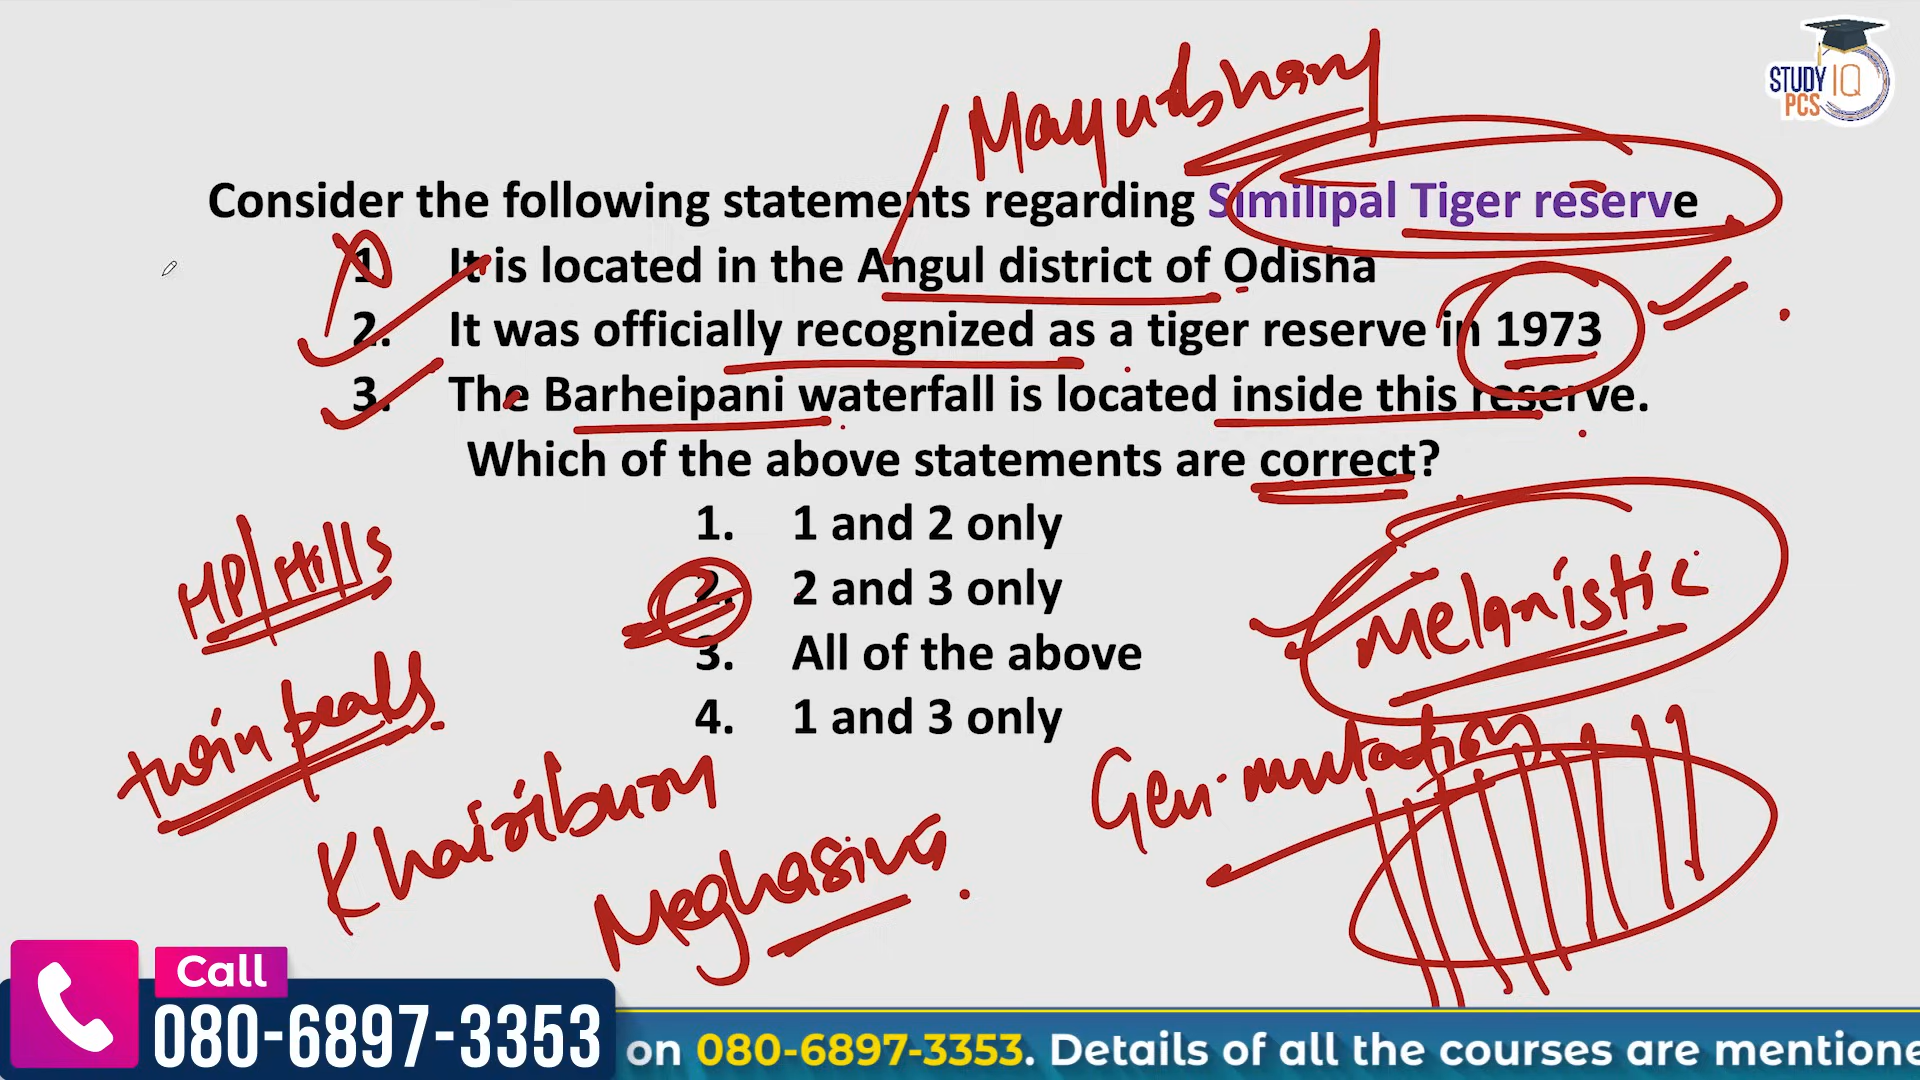 STUDY IQ
PCS
Mayurbhanj
Consider the following statements regarding Similipal Tiger reserve
1. It is located in the Angul district of Odisha
2. It was officially recognized as a tiger reserve in 1973
3. The Barheipani waterfall is located inside this reserve.
Which of the above statements are correct?
1. 1 and 2 only
2. 2 and 3 only
3. All of the above
4. 1 and 3 only
Hills
twin peaks
Khairiburu
Meghasini
Melanistic
Gen. mutation
Call
080-6897-3353
on 080-6897-3353. Details of all the courses are mentione